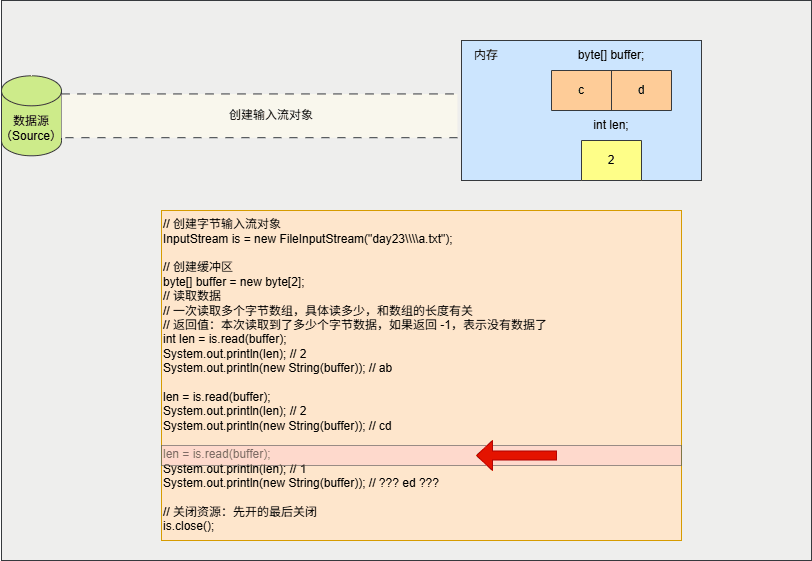 内存
byte[] buffer;
c
d
int len;
2
数据源
（Source）
创建输入流对象
// 创建字节输入流对象
InputStream is = new FileInputStream("day23\\\\a.txt");
// 创建缓冲区
byte[] buffer = new byte[2];
// 读取数据
// 一次读取多个字节数组，具体读多少，和数组的长度有关
// 返回值：本次读取到了多少个字节数据，如果返回 -1，表示没有数据了
int len = is.read(buffer);
System.out.println(len); // 2
System.out.println(new String(buffer)); // ab
len = is.read(buffer);
System.out.println(len); // 2
System.out.println(new String(buffer)); // cd
len = is.read(buffer);
System.out.println(len); // 1
System.out.println(new String(buffer)); // ??? ed ???
// 关闭资源：先开的最后关闭
is.close();